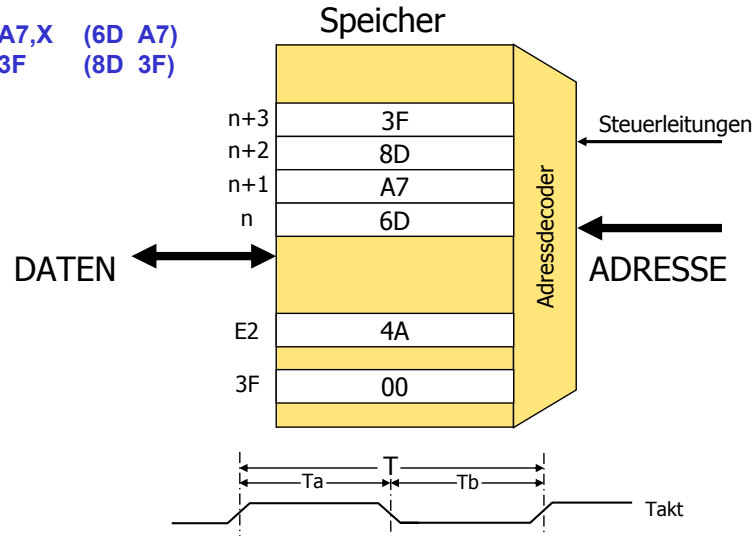 Speicher
A7,X (6D A7)
3F (8D 3F)
n+3 3F
n+2 8D
n+1 A7
n 6D
Steuerleitungen
Adressdecoder
DATEN
ADRESSE
E2 4A
3F 00
T
Ta Tb
Takt